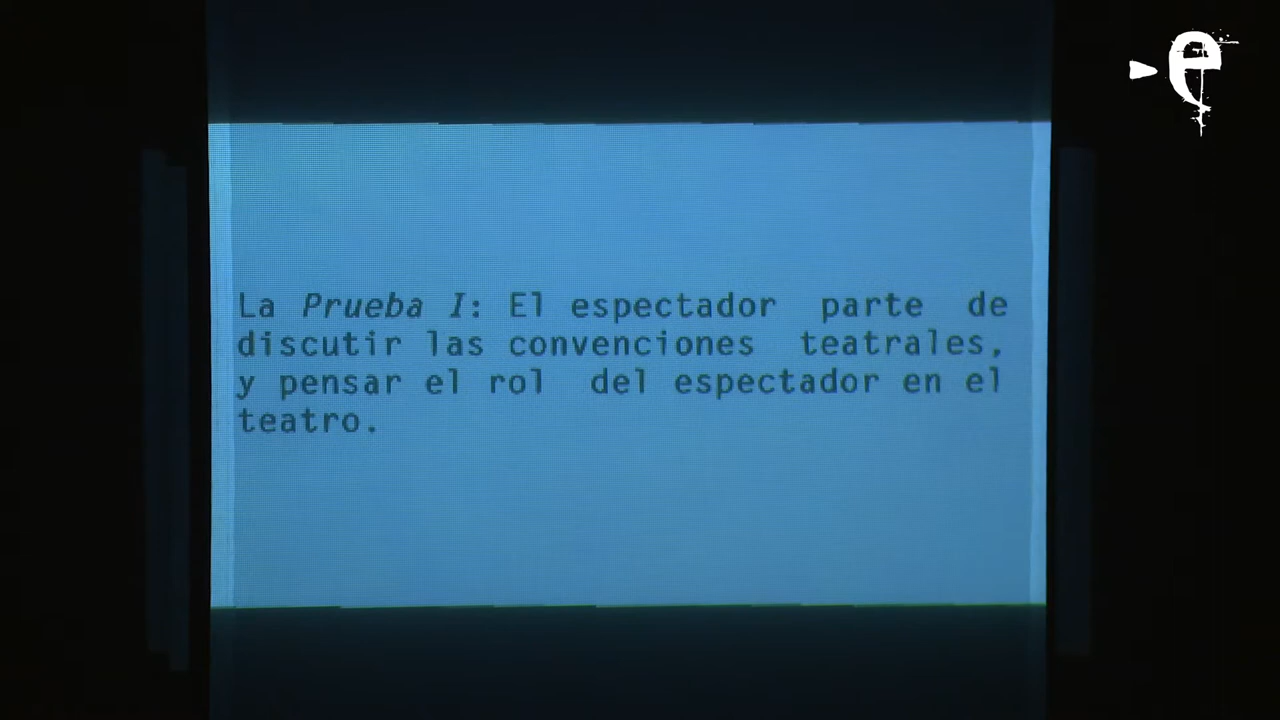 e
La Prueba I: El espectador parte de
discutir las convenciones teatrales,
y pensar el rol del espectador en el
teatro.